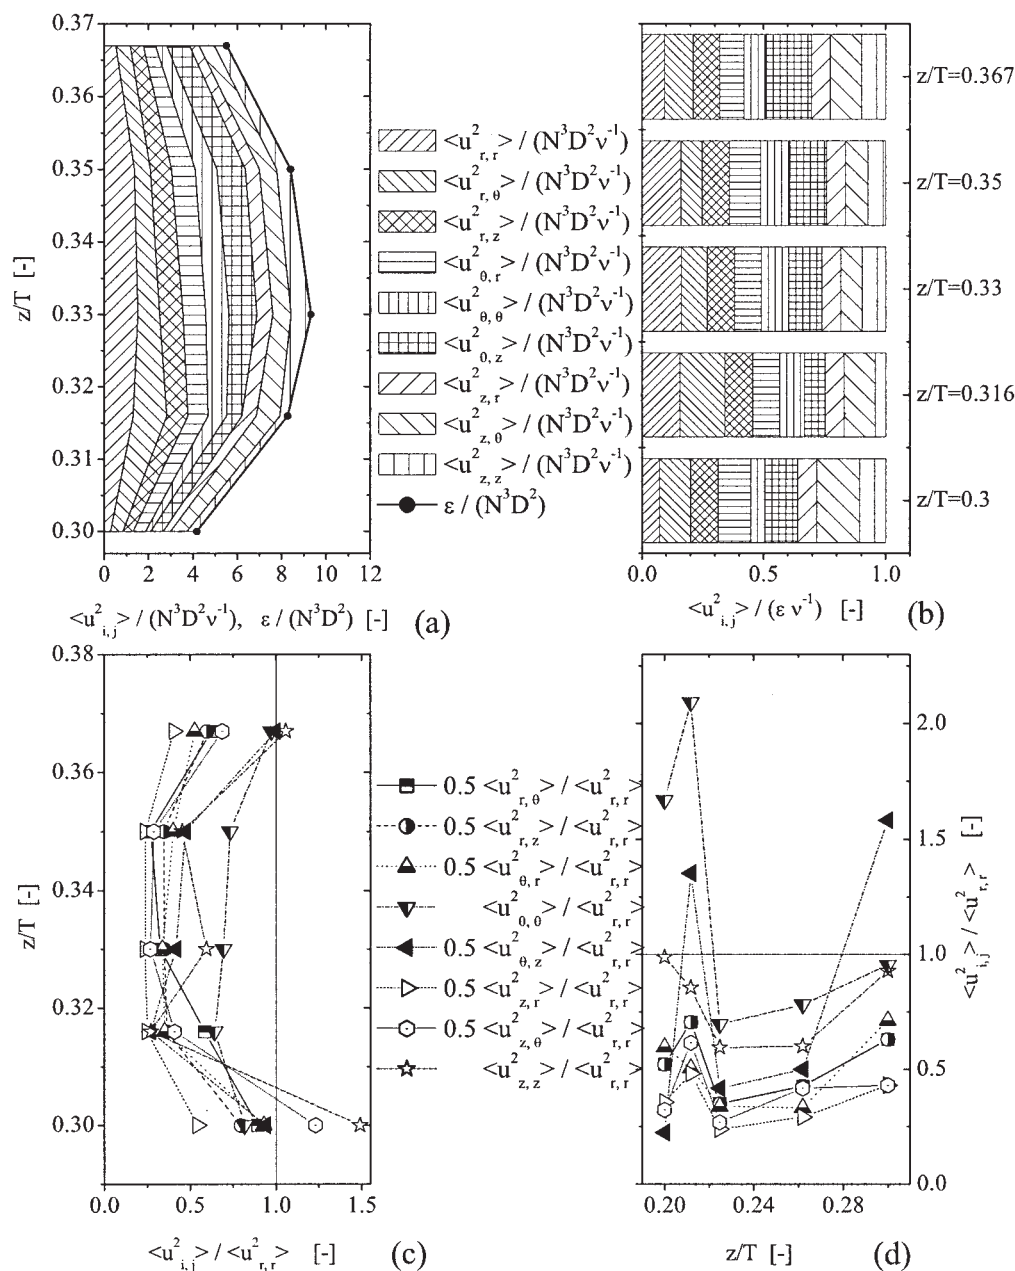 0.37
0.36
0.35
0.34
0.33
0.32
0.31
0.30
z/T [-]
0 2 4 6 8 10 12
<u²i,j> / (N³D²ν⁻¹), ε / (N³D²) [-] (a)
<u²r,r> / (N³D²ν⁻¹)
<u²r,θ> / (N³D²ν⁻¹)
<u²r,z> / (N³D²ν⁻¹)
<u²θ,r> / (N³D²ν⁻¹)
<u²θ,θ> / (N³D²ν⁻¹)
<u²θ,z> / (N³D²ν⁻¹)
<u²z,r> / (N³D²ν⁻¹)
<u²z,θ> / (N³D²ν⁻¹)
<u²z,z> / (N³D²ν⁻¹)
ε / (N³D²)
z/T=0.367
z/T=0.35
z/T=0.33
z/T=0.316
z/T=0.3
0.0 0.5 1.0
<u²i,j> / (ε ν⁻¹) [-] (b)
0.38
0.36
0.34
0.32
0.30
z/T [-]
0.0 0.5 1.0 1.5
<u²i,j> / <u²r,r> [-] (c)
0.5 <u²r,θ> / <u²r,r>
0.5 <u²r,z> / <u²r,r>
0.5 <u²θ,r> / <u²r,r>
<u²θ,θ> / <u²r,r>
0.5 <u²θ,z> / <u²r,r>
0.5 <u²z,r> / <u²r,r>
0.5 <u²z,θ> / <u²r,r>
<u²z,z> / <u²r,r>
2.0
1.5
1.0
0.5
0.0
<u²i,j> / <u²r,r> [-]
0.20 0.24 0.28
z/T [-] (d)